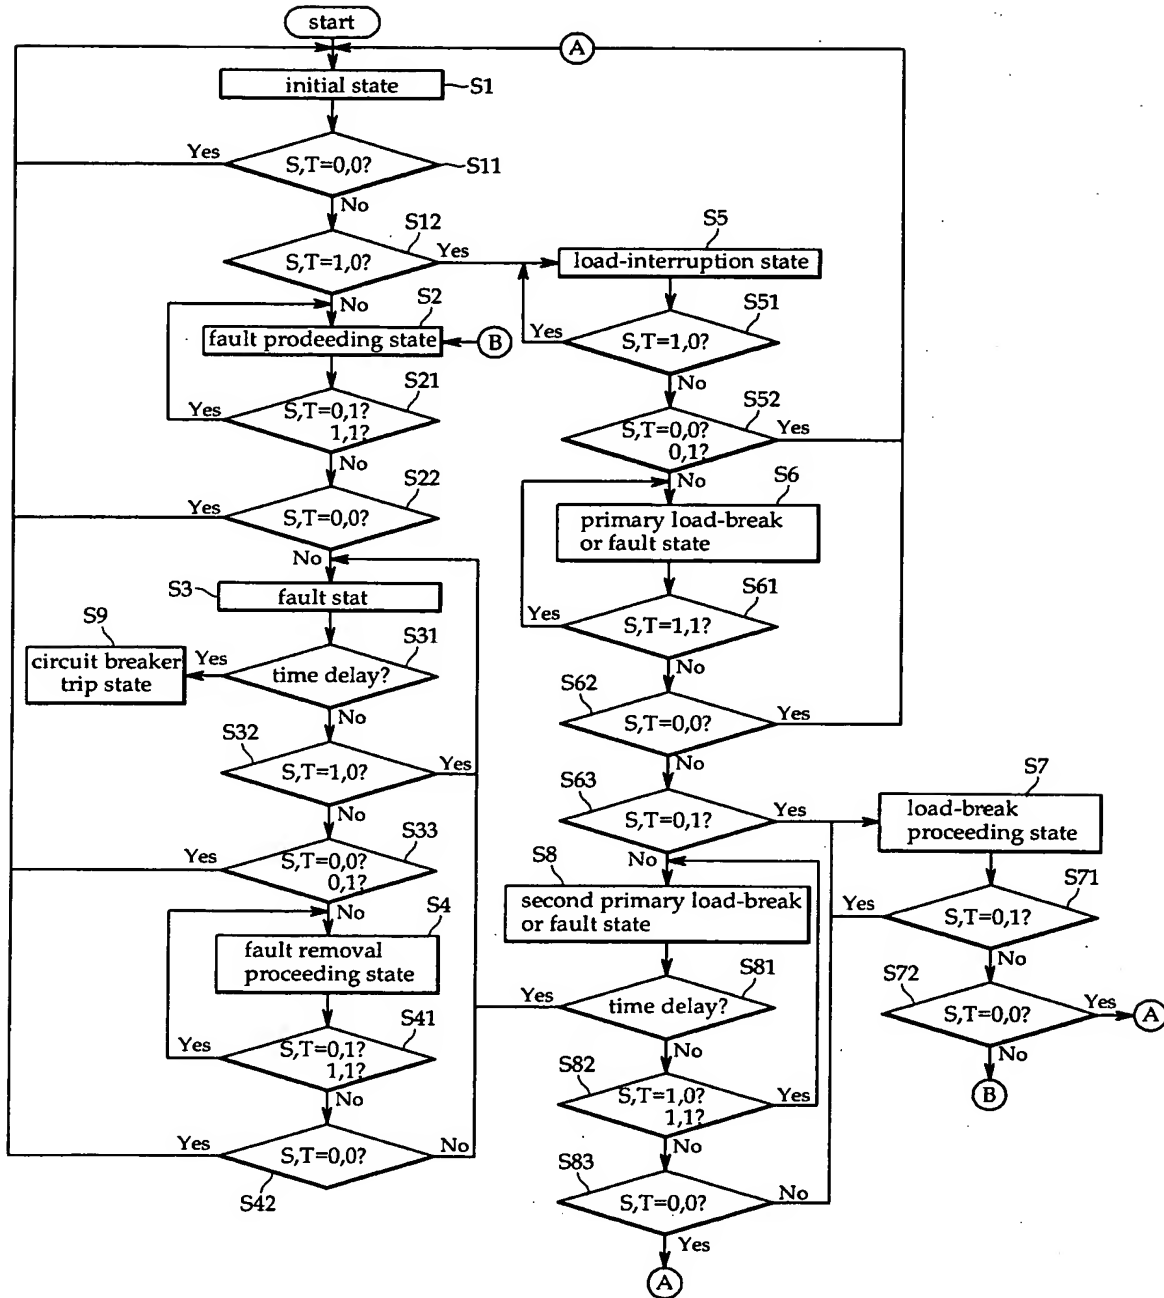 start
A
initial state
S1
Yes
S,T=0,0?
S11
No
S12
S,T=1,0?
Yes
No
S5
load-interruption state
S51
Yes
S,T=1,0?
No
S2
fault prodeeding state
B
S21
Yes
S,T=0,1?
1,1?
No
S52
S,T=0,0?
0,1?
Yes
No
S22
Yes
S,T=0,0?
No
S6
primary load-break
or fault state
S3
fault stat
S61
Yes
S,T=1,1?
No
S9
circuit breaker
trip state
Yes
S31
time delay?
No
S62
S,T=0,0?
Yes
No
S32
S,T=1,0?
Yes
No
S63
S,T=0,1?
Yes
No
S7
load-break
proceeding state
S33
Yes
S,T=0,0?
0,1?
No
S8
second primary load-break
or fault state
S71
Yes
S,T=0,1?
No
S4
fault removal
proceeding state
S81
Yes
time delay?
No
S72
S,T=0,0?
Yes
A
No
B
S41
Yes
S,T=0,1?
1,1?
No
S82
S,T=1,0?
1,1?
Yes
No
Yes
S,T=0,0?
No
S42
S83
S,T=0,0?
No
Yes
A